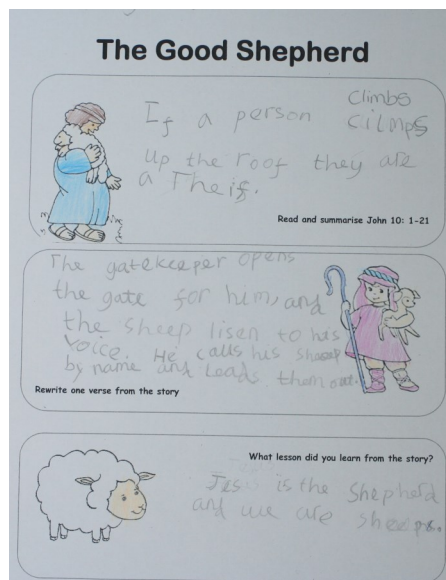 The Good Shepherd
Climbs
If a person cilmps
up the roof they are
a Theif.
Read and summarise John 10: 1-21
The gatekeeper opens
the gate for him, and
the sheep lisen to his
voice. He calls his sheep
by name and Leads them out.
Rewrite one verse from the story
What lesson did you learn from the story?
Jes is the Shepherd
and we are sheeps.